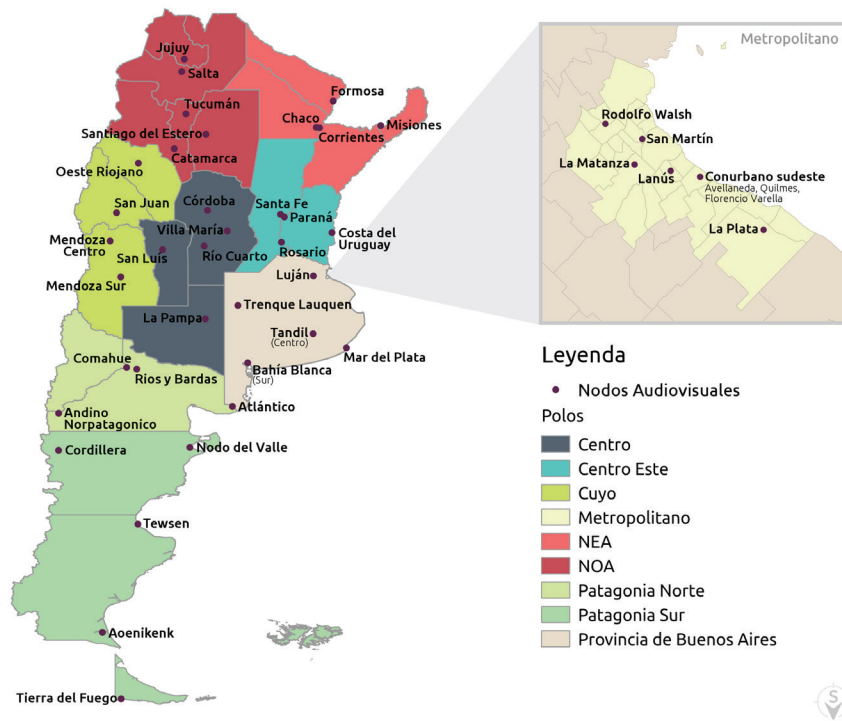 Jujuy
Salta
Tucumán
Santiago del Estero
Catamarca
Formosa
Chaco
Corrientes
Misiones
Oeste Riojano
San Juan
Mendoza
Centro
Mendoza Sur
Córdoba
Villa María
San Luis
Río Cuarto
La Pampa
Santa Fe
Paraná
Rosario
Costa del
Uruguay
Luján
Trenque Lauquen
Tandil
(Centro)
Mar del Plata
Bahía Blanca
(Sur)
Comahue
Rios y Bardas
Atlántico
Andino
Norpatagonico
Cordillera
Nodo del Valle
Tewsen
Aoenikenk
Tierra del Fuego
Metropolitano
Rodolfo Walsh
San Martín
La Matanza
Lanús
Conurbano sudeste
Avellaneda, Quilmes,
Florencio Varella
La Plata
Leyenda
Nodos Audiovisuales
Polos
Centro
Centro Este
Cuyo
Metropolitano
NEA
NOA
Patagonia Norte
Patagonia Sur
Provincia de Buenos Aires
S